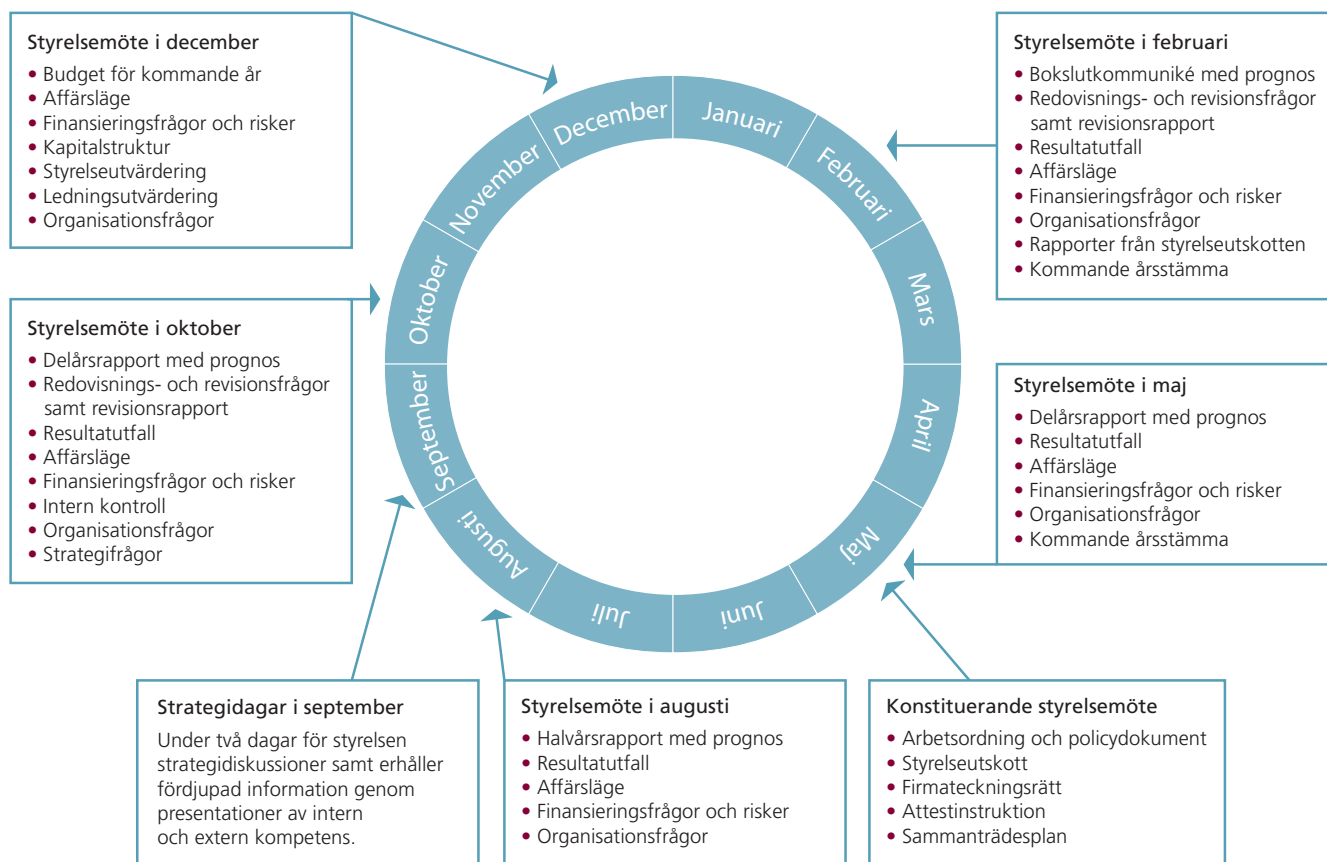 Styrelsemöte i december
• Budget för kommande år
• Affärsläge
• Finansieringsfrågor och risker
• Kapitalstruktur
• Styrelseutvärdering
• Ledningsutvärdering
• Organisationsfrågor
Styrelsemöte i februari
• Bokslutkommuniké med prognos
• Redovisnings- och revisionsfrågor
samt revisionsrapport
• Resultatutfall
• Affärsläge
• Finansieringsfrågor och risker
• Organisationsfrågor
• Rapporter från styrelseutskotten
• Kommande årsstämma
Januari
Februari
Mars
April
Maj
Juni
Juli
Augusti
September
Oktober
November
December
Styrelsemöte i oktober
• Delårsrapport med prognos
• Redovisnings- och revisionsfrågor
samt revisionsrapport
• Resultatutfall
• Affärsläge
• Finansieringsfrågor och risker
• Intern kontroll
• Organisationsfrågor
• Strategifrågor
Styrelsemöte i maj
• Delårsrapport med prognos
• Resultatutfall
• Affärsläge
• Finansieringsfrågor och risker
• Organisationsfrågor
• Kommande årsstämma
Strategidagar i september
Under två dagar för styrelsen
strategidiskussioner samt erhåller
fördjupad information genom
presentationer av intern
och extern kompetens.
Styrelsemöte i augusti
• Halvårsrapport med prognos
• Resultatutfall
• Affärsläge
• Finansieringsfrågor och risker
• Organisationsfrågor
Konstituerande styrelsemöte
• Arbetsordning och policydokument
• Styrelseutskott
• Firmateckningsrätt
• Attestinstruktion
• Sammanträdesplan